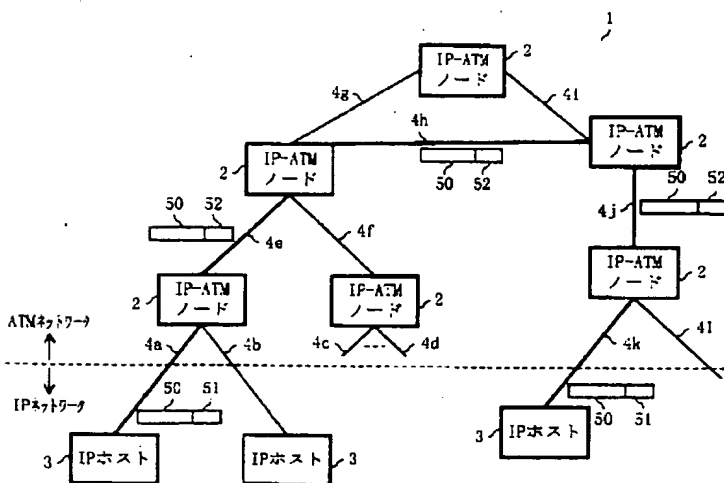 1
IP-ATM
ノード
2
4g
4i
4h
IP-ATM
ノード
2
50
52
IP-ATM
ノード
2
50
52
4e
4f
50
52
4j
IP-ATM
ノード
2
IP-ATM
ノード
2
IP-ATM
ノード
2
ATMネットワーク
4a
4b
4c
4d
4k
4l
IPネットワーク
50
51
50
51
3
IPホスト
IPホスト
3
3
IPホスト